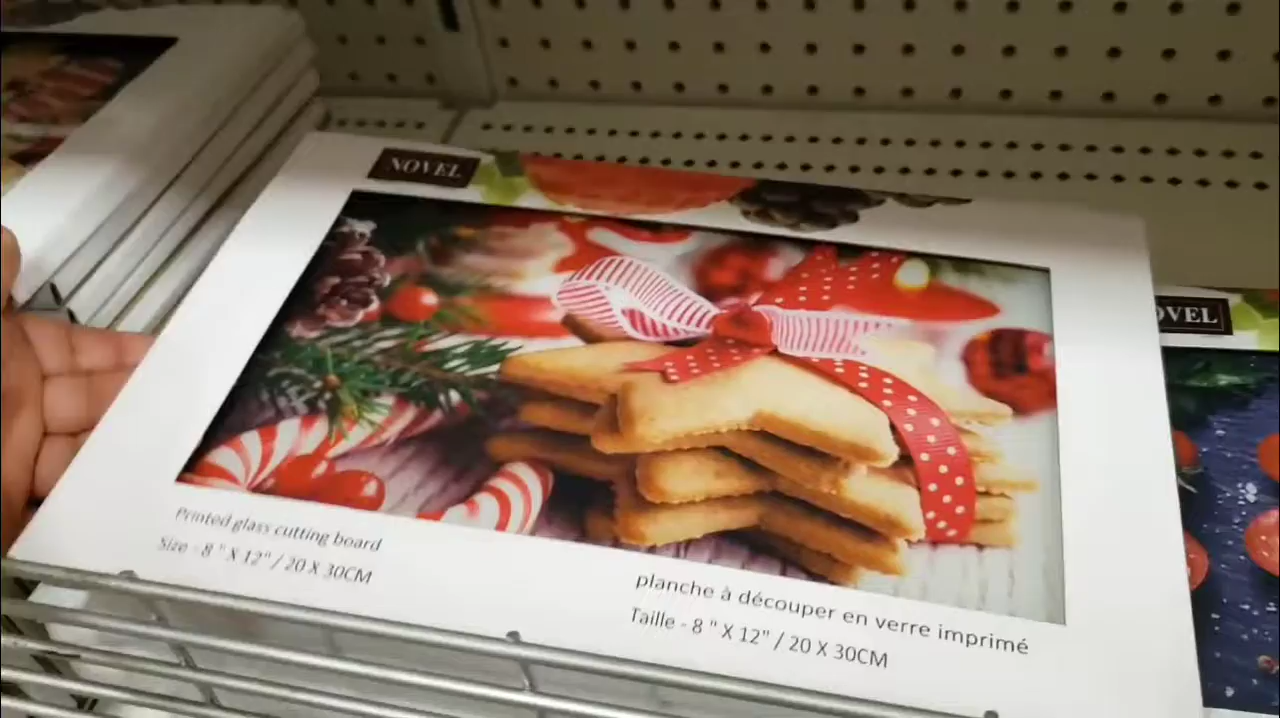 NOVEL
OVEL
Printed glass cutting board
Size - 8 " X 12" / 20 X 30CM
planche à découper en verre imprimé
Taille - 8 " X 12" / 20 X 30CM